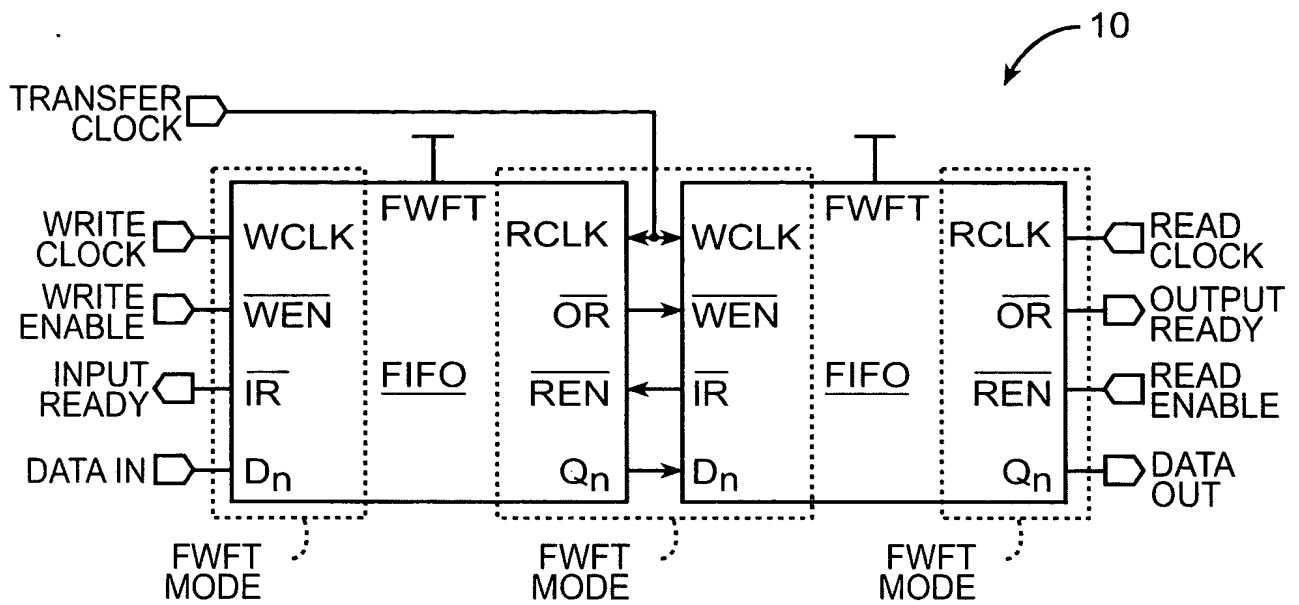 10
TRANSFER
CLOCK
FWFT
FWFT
WRITE
CLOCK
WCLK
RCLK
WCLK
RCLK
READ
CLOCK
WRITE
ENABLE
WEN
OR
WEN
OR
OUTPUT
READY
INPUT
READY
IR
FIFO
REN
IR
FIFO
REN
READ
ENABLE
DATA IN
Dn
Qn
Dn
Qn
DATA
OUT
FWFT
MODE
FWFT
MODE
FWFT
MODE